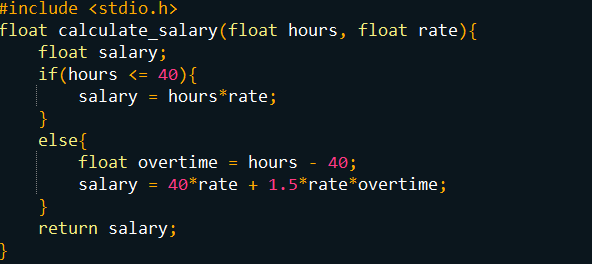 #include <stdio.h>
float calculate_salary(float hours, float rate){
    float salary;
    if(hours <= 40){
        salary = hours*rate;
    }
    else{
        float overtime = hours - 40;
        salary = 40*rate + 1.5*rate*overtime;
    }
    return salary;
}